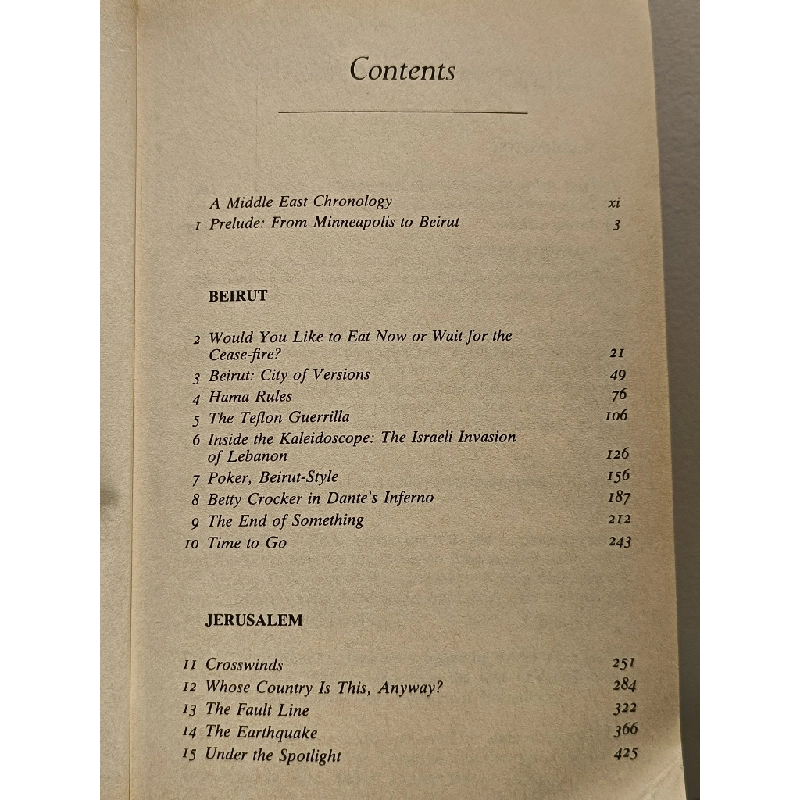 Contents
A Middle East Chronology xi
1 Prelude: From Minneapolis to Beirut 3
BEIRUT
2 Would You Like to Eat Now or Wait for the
Cease-fire? 21
3 Beirut: City of Versions 49
4 Hama Rules 76
5 The Teflon Guerrilla 106
6 Inside the Kaleidoscope: The Israeli Invasion
of Lebanon 126
7 Poker, Beirut-Style 156
8 Betty Crocker in Dante's Inferno 187
9 The End of Something 212
10 Time to Go 243
JERUSALEM
11 Crosswinds 251
12 Whose Country Is This, Anyway? 284
13 The Fault Line 322
14 The Earthquake 366
15 Under the Spotlight 425